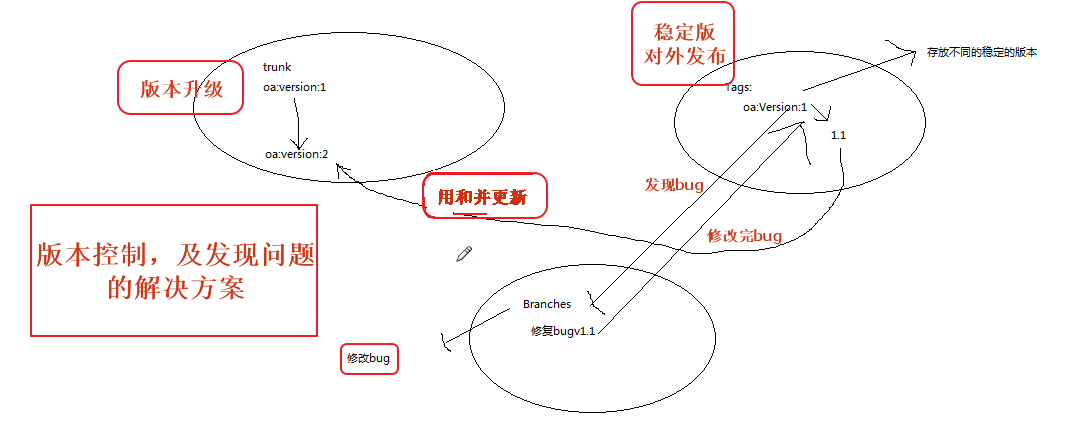 稳定版
对外发布
存放不同的稳定的版本
版本升级
trunk
oa:version:1
oa:version:2
Tags:
oa:Version:1
1.1
发现bug
用和并更新
修改完bug
版本控制，及发现问题
的解决方案
Branches
修复bugv1.1
修改bug